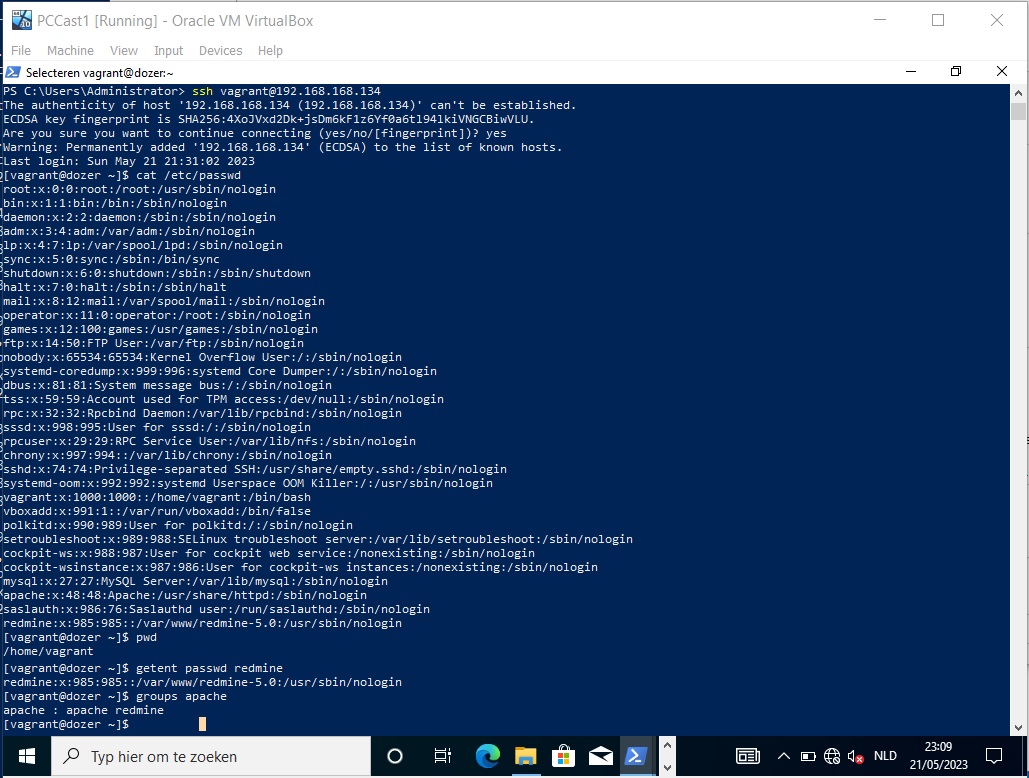 PCCast1 [Running] - Oracle VM VirtualBox
File Machine View Input Devices Help
Selecteren vagrant@dozer:~
PS C:\Users\Administrator> ssh vagrant@192.168.168.134
The authenticity of host '192.168.168.134 (192.168.168.134)' can't be established.
ECDSA key fingerprint is SHA256:4XoJVxd2Dk+jsDm6kF1z6Yf0a6tl94lkiVNGCBiwVLU.
Are you sure you want to continue connecting (yes/no/[fingerprint])? yes
Warning: Permanently added '192.168.168.134' (ECDSA) to the list of known hosts.
Last login: Sun May 21 21:31:02 2023
[vagrant@dozer ~]$ cat /etc/passwd
root:x:0:0:root:/root:/usr/sbin/nologin
bin:x:1:1:bin:/bin:/sbin/nologin
daemon:x:2:2:daemon:/sbin:/sbin/nologin
adm:x:3:4:adm:/var/adm:/sbin/nologin
lp:x:4:7:lp:/var/spool/lpd:/sbin/nologin
sync:x:5:0:sync:/sbin:/bin/sync
shutdown:x:6:0:shutdown:/sbin:/sbin/shutdown
halt:x:7:0:halt:/sbin:/sbin/halt
mail:x:8:12:mail:/var/spool/mail:/sbin/nologin
operator:x:11:0:operator:/root:/sbin/nologin
games:x:12:100:games:/usr/games:/sbin/nologin
ftp:x:14:50:FTP User:/var/ftp:/sbin/nologin
nobody:x:65534:65534:Kernel Overflow User:/:/sbin/nologin
systemd-coredump:x:999:996:systemd Core Dumper:/:/sbin/nologin
dbus:x:81:81:System message bus:/:/sbin/nologin
tss:x:59:59:Account used for TPM access:/dev/null:/sbin/nologin
rpc:x:32:32:Rpcbind Daemon:/var/lib/rpcbind:/sbin/nologin
sssd:x:998:995:User for sssd:/:/sbin/nologin
rpcuser:x:29:29:RPC Service User:/var/lib/nfs:/sbin/nologin
chrony:x:997:994::/var/lib/chrony:/sbin/nologin
sshd:x:74:74:Privilege-separated SSH:/usr/share/empty.sshd:/sbin/nologin
systemd-oom:x:992:992:systemd Userspace OOM Killer:/:/usr/sbin/nologin
vagrant:x:1000:1000::/home/vagrant:/bin/bash
vboxadd:x:991:1::/var/run/vboxadd:/bin/false
polkitd:x:990:989:User for polkitd:/:/sbin/nologin
setroubleshoot:x:989:988:SELinux troubleshoot server:/var/lib/setroubleshoot:/sbin/nologin
cockpit-ws:x:988:987:User for cockpit web service:/nonexisting:/sbin/nologin
cockpit-wsinstance:x:987:986:User for cockpit-ws instances:/nonexisting:/sbin/nologin
mysql:x:27:27:MySQL Server:/var/lib/mysql:/sbin/nologin
apache:x:48:48:Apache:/usr/share/httpd:/sbin/nologin
saslauth:x:986:76:Saslauthd user:/run/saslauthd:/sbin/nologin
redmine:x:985:985::/var/www/redmine-5.0:/usr/sbin/nologin
[vagrant@dozer ~]$ pwd
/home/vagrant
[vagrant@dozer ~]$ getent passwd redmine
redmine:x:985:985::/var/www/redmine-5.0:/usr/sbin/nologin
[vagrant@dozer ~]$ groups apache
apache : apache redmine
[vagrant@dozer ~]$
Typ hier om te zoeken
NLD
23:09
21/05/2023